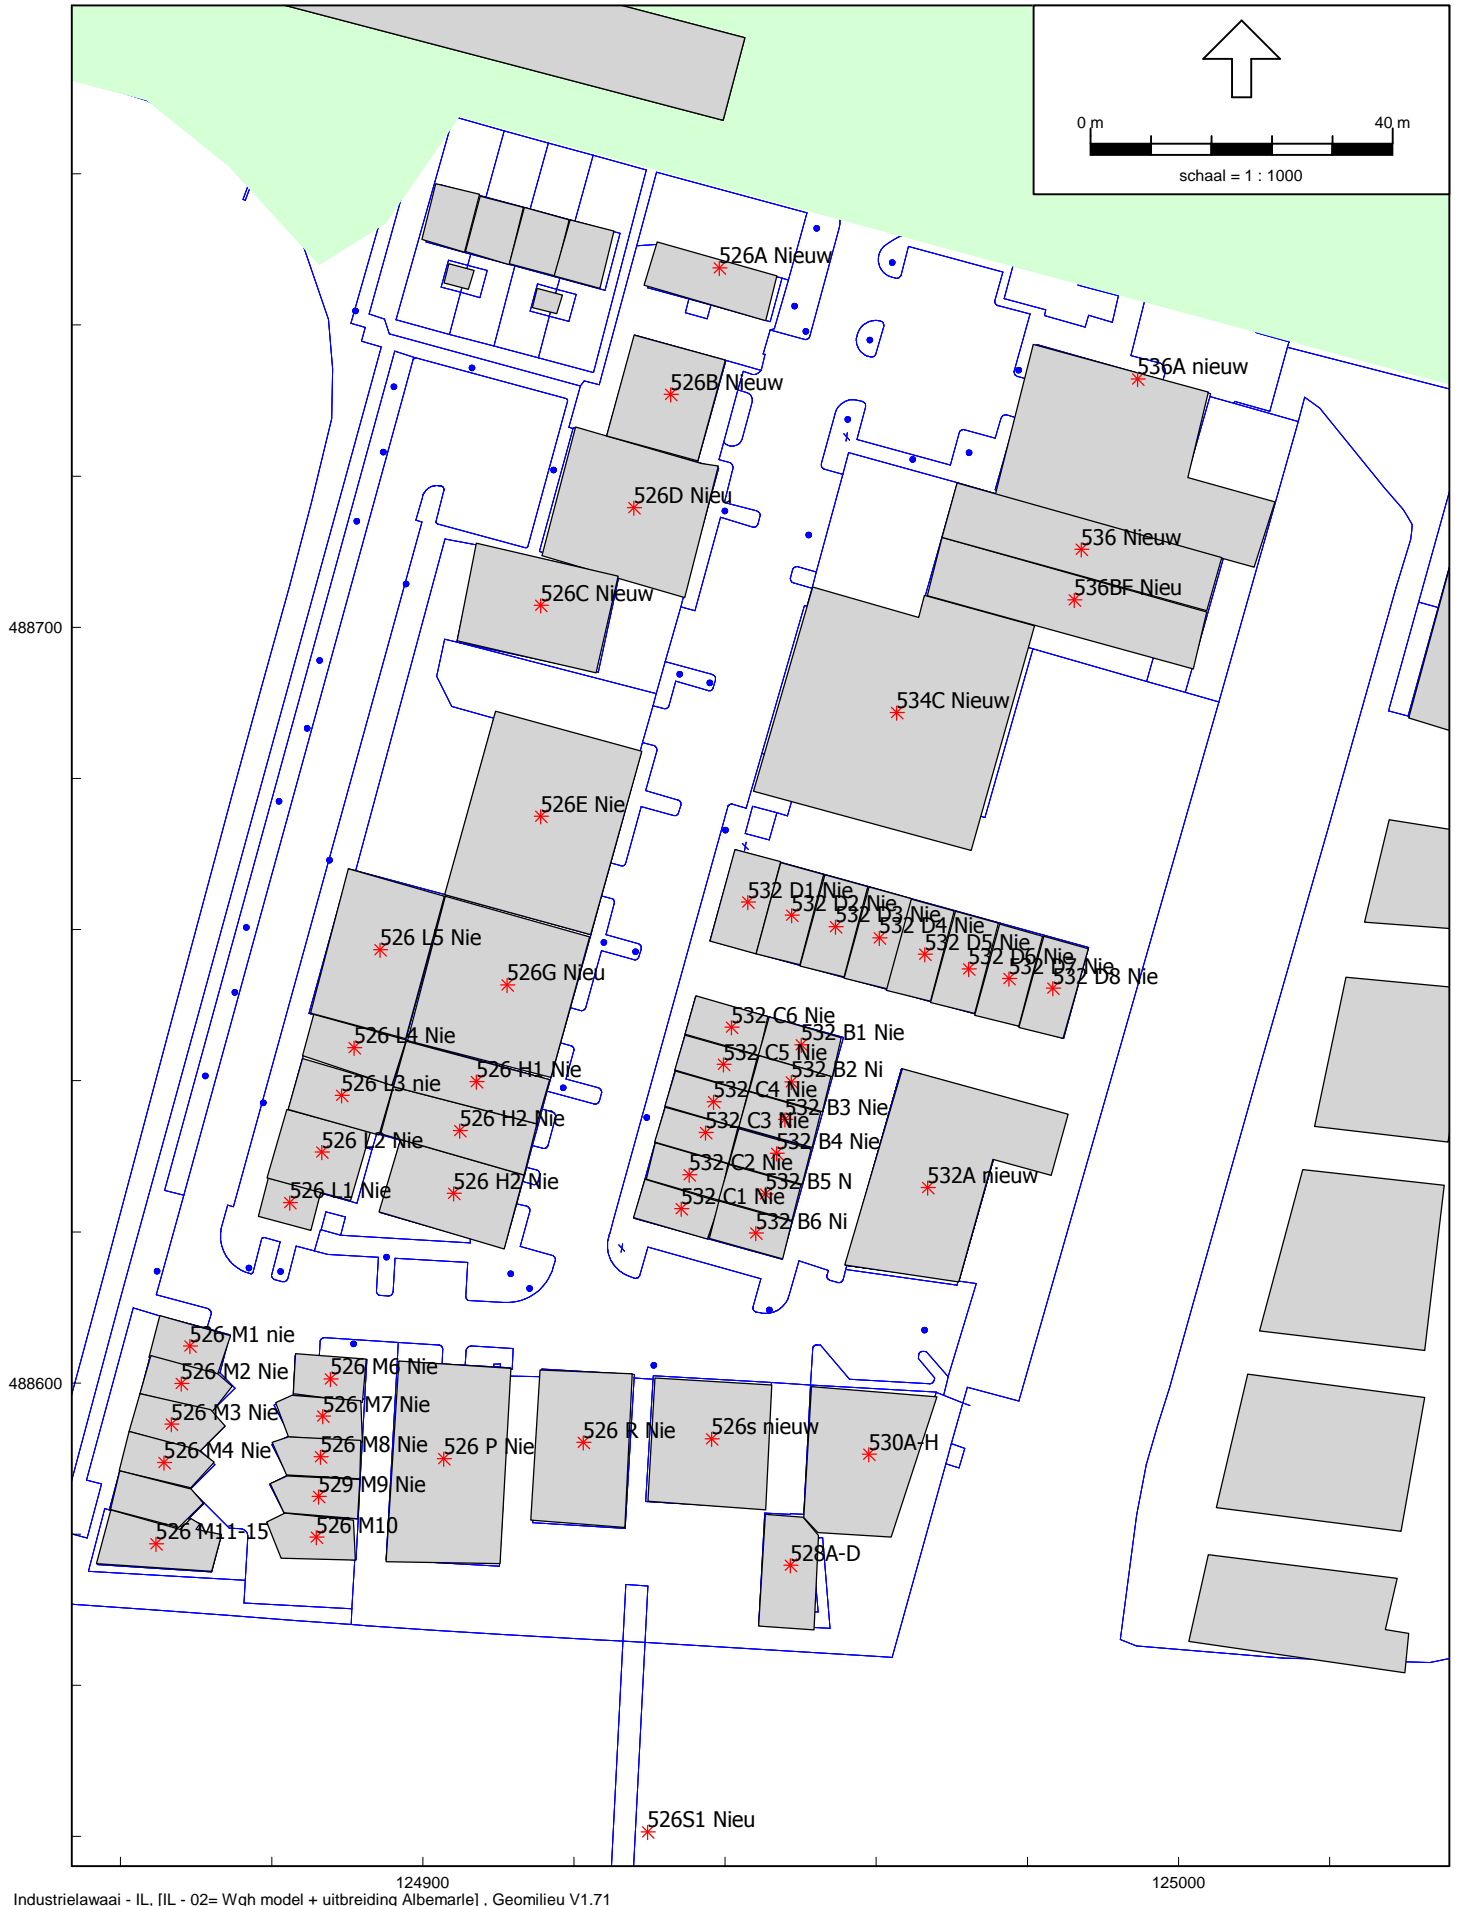 0 m 40 m
schaal = 1 : 1000
526A Nieuw
536A nieuw
526B Nieuw
526D Nieu
536 Nieuw
536BF Nieu
526C Nieuw
488700
534C Nieuw
526E Nie
532 D1 Nie
532 D2 Nie
532 D3 Nie
532 D4 Nie
532 D5 Nie
532 D6 Nie
532 D7 Nie
532 D8 Nie
526 L5 Nie
526G Nieu
532 C6 Nie
532 B1 Nie
526 L4 Nie
532 C5 Nie
526 H1 Nie
532 B2 Ni
526 L3 nie
532 C4 Nie
532 B3 Nie
526 H2 Nie
532 C3 Nie
526 L2 Nie
532 B4 Nie
532 C2 Nie
526 H2 Nie
532 B5 N
532A nieuw
526 L1 Nie
532 C1 Nie
532 B6 Ni
526 M1 nie
526 M2 Nie
526 M6 Nie
488600
526 M3 Nie
526 M7 Nie
526 M4 Nie
526 M8 Nie
526 P Nie
526 R Nie
526s nieuw
530A-H
529 M9 Nie
526 M11-15
526 M10
528A-D
526S1 Nieu
124900 125000
Industrielawaai - IL, [IL - 02= Wgh model + uitbreiding Albemarle] , Geomilieu V1.71